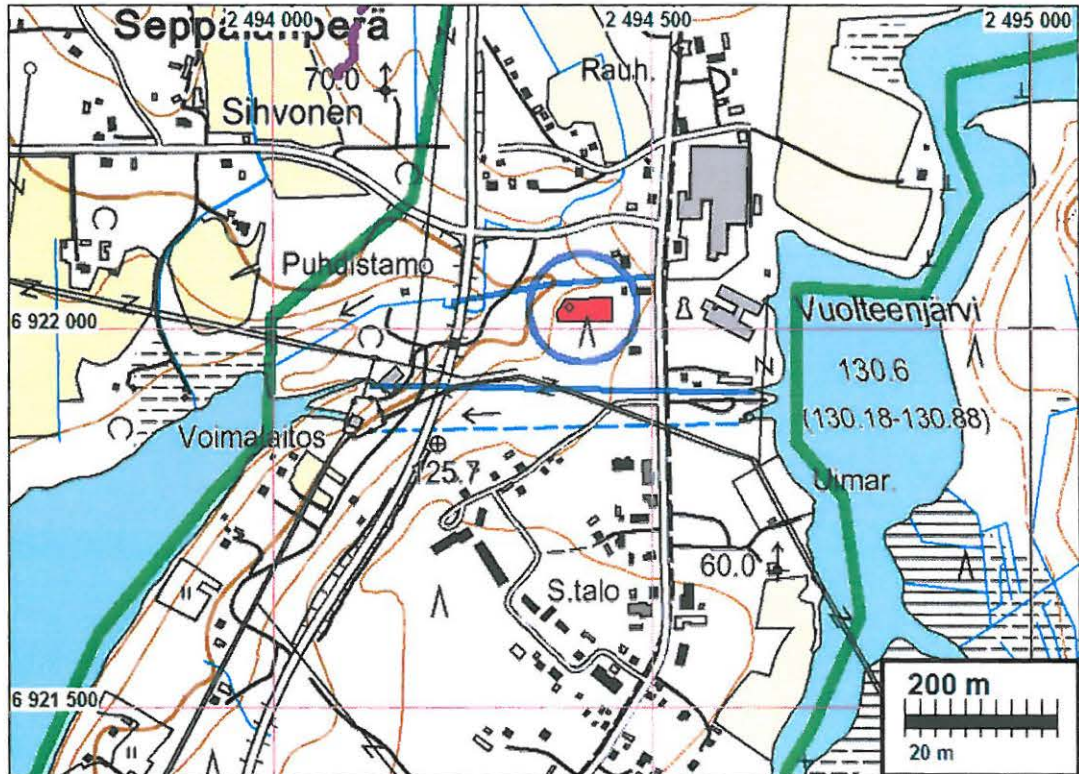 2 494 000
2 494 500
2 495 000
Seppälänperä
70.0
Rauh.
Sihvonen
Puhdistamo
6 922 000
Vuolteenjärvi
130.6
(130.18-130.88)
Voimalaitos
125.7
Uimar.
60.0
S.talo
6 921 500
200 m
20 m